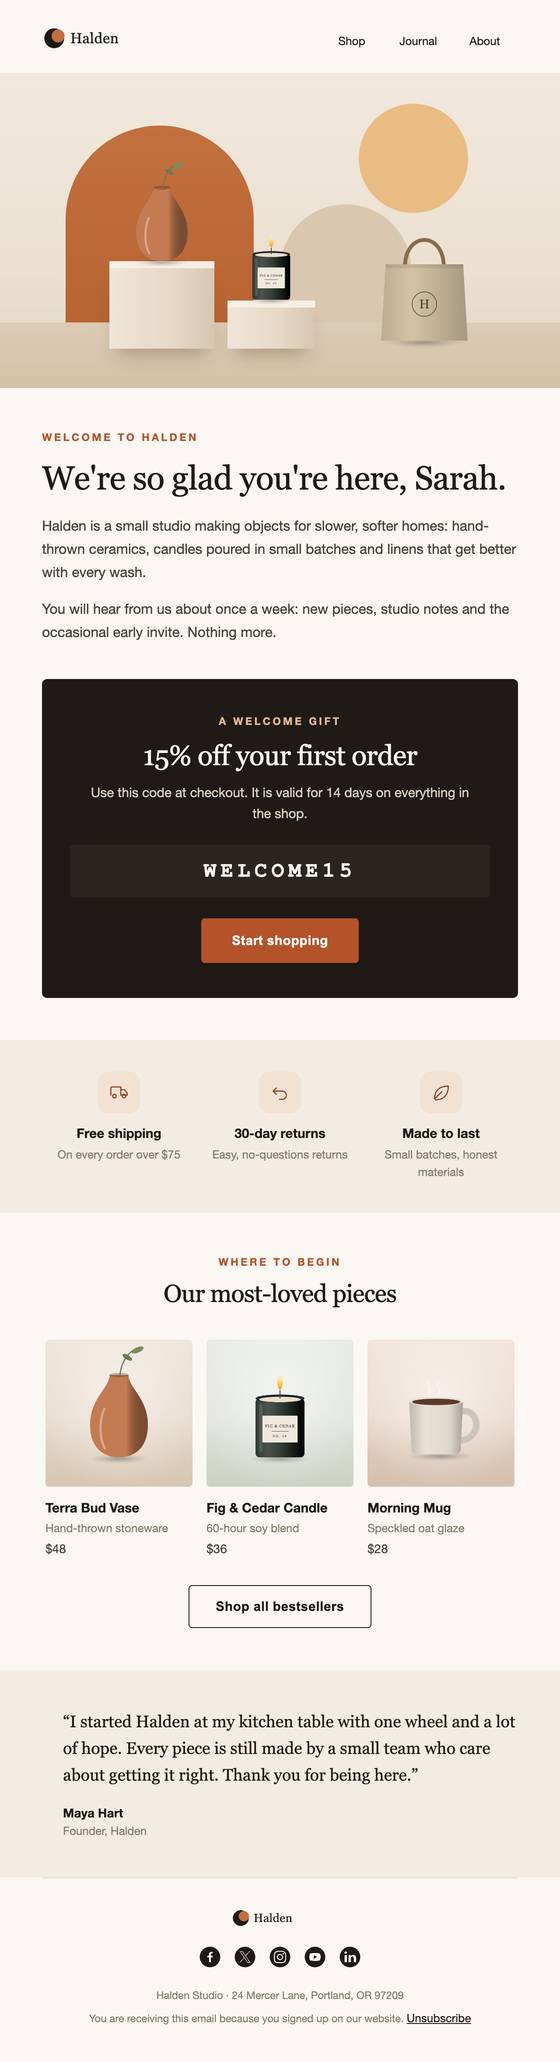 Halden
Shop Journal About
FIG & CEDAR
H
WELCOME TO HALDEN
We're so glad you're here, Sarah.
Halden is a small studio making objects for slower, softer homes: hand-
thrown ceramics, candles poured in small batches and linens that get better
with every wash.
You will hear from us about once a week: new pieces, studio notes and the
occasional early invite. Nothing more.
A WELCOME GIFT
15% off your first order
Use this code at checkout. It is valid for 14 days on everything in
the shop.
WELCOME15
Start shopping
Free shipping
On every order over $75
30-day returns
Easy, no-questions returns
Made to last
Small batches, honest
materials
WHERE TO BEGIN
Our most-loved pieces
FIG & CEDAR
Terra Bud Vase
Hand-thrown stoneware
$48
Fig & Cedar Candle
60-hour soy blend
$36
Morning Mug
Speckled oat glaze
$28
Shop all bestsellers
“I started Halden at my kitchen table with one wheel and a lot
of hope. Every piece is still made by a small team who care
about getting it right. Thank you for being here.”
Maya Hart
Founder, Halden
Halden
Halden Studio · 24 Mercer Lane, Portland, OR 97209
You are receiving this email because you signed up on our website. Unsubscribe